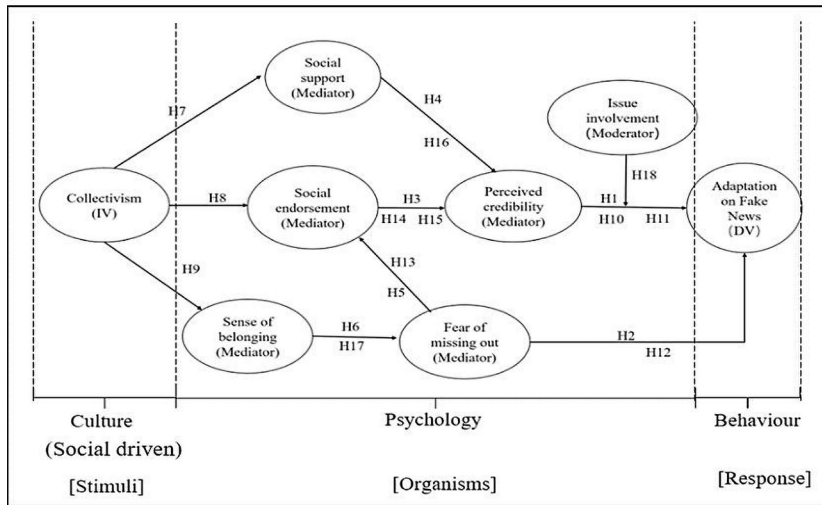 Social
support
(Mediator)
H7
H4
H16
Issue
involvement
(Moderator)
H18
Collectivism
(IV)
H8
Social
endorsement
(Mediator)
H3
H14 H15
Perceived
credibility
(Mediator)
H1
H10 H11
Adaptation
on Fake
News
(DV)
H9
H13
H5
Sense of
belonging
(Mediator)
H6
H17
Fear of
missing out
(Mediator)
H2
H12
Culture
(Social driven)
[Stimuli]
Psychology
[Organisms]
Behaviour
[Response]